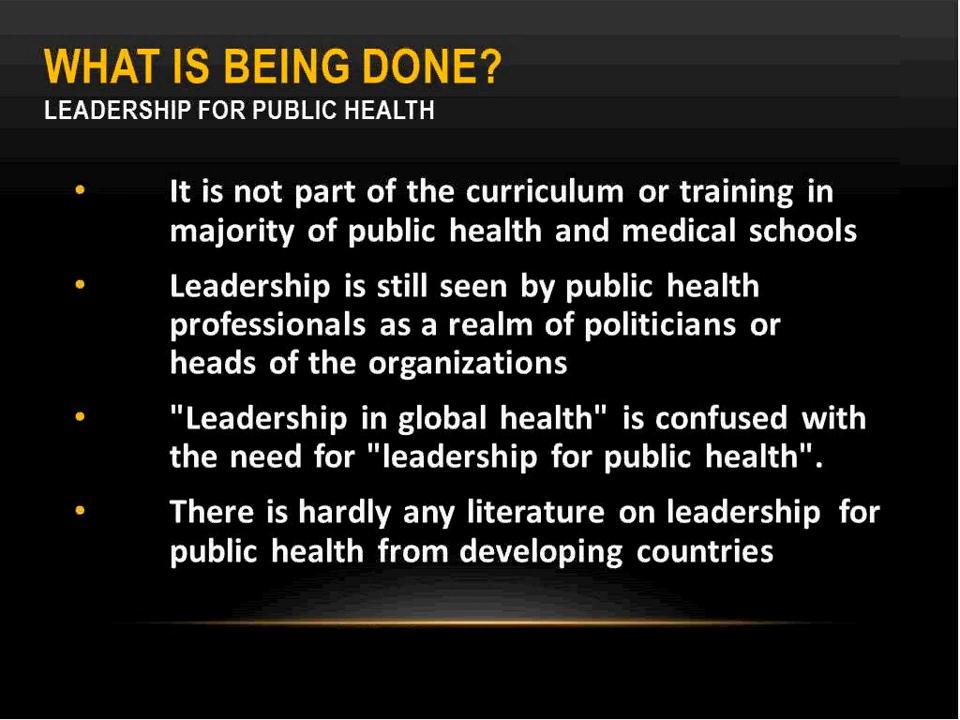 WHAT IS BEING DONE?
LEADERSHIP FOR PUBLIC HEALTH
• It is not part of the curriculum or training in
majority of public health and medical schools
• Leadership is still seen by public health
professionals as a realm of politicians or
heads of the organizations
• "Leadership in global health" is confused with
the need for "leadership for public health".
• There is hardly any literature on leadership for
public health from developing countries